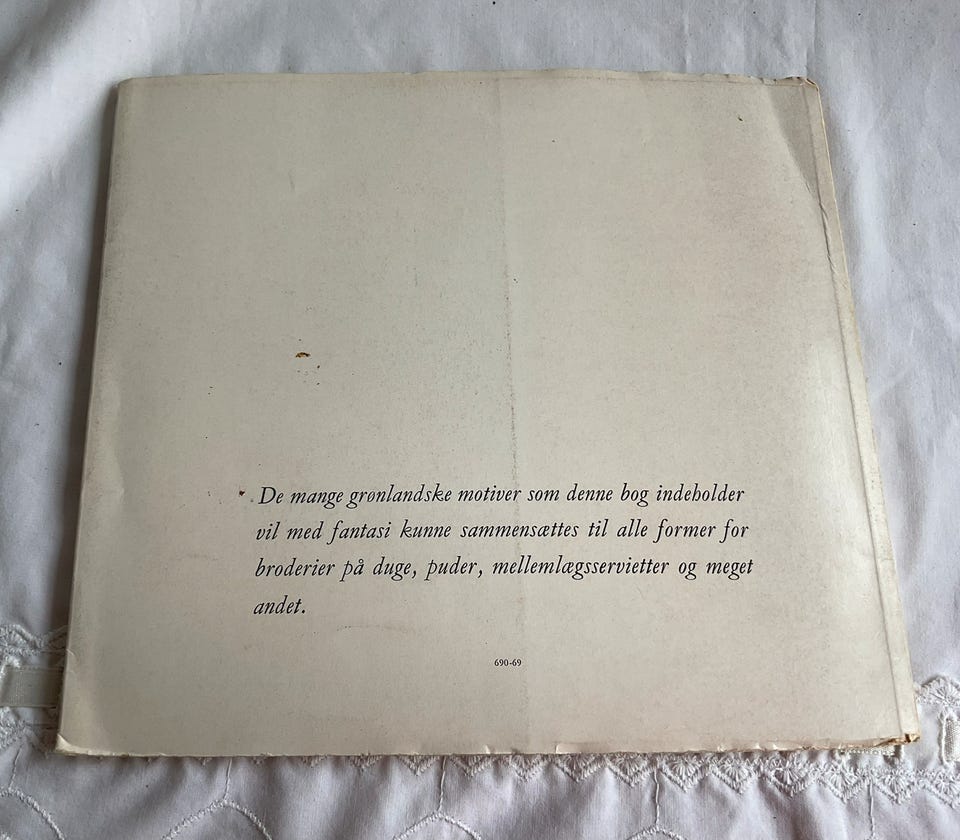 De mange grønlandske motiver som denne bog indeholder
vil med fantasi kunne sammensættes til alle former for
broderier på duge, puder, mellemlægsservietter og meget
andet.
690-69